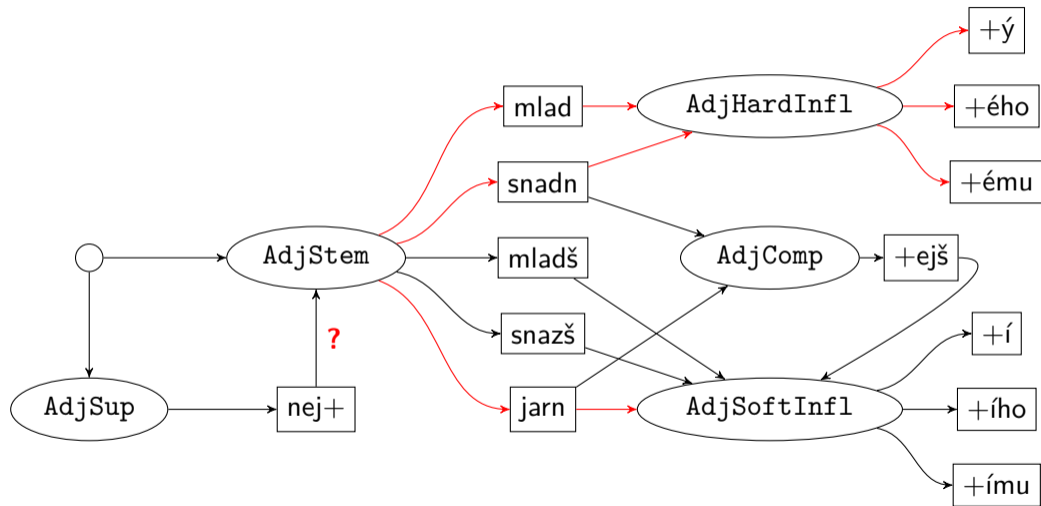 +ý
mlad
AdjHardInfl
+ého
snadn
+ému
AdjStem
mladš
AdjComp
+ejš
?
snazš
+í
AdjSup
nej+
jarn
AdjSoftInfl
+ího
+ímu